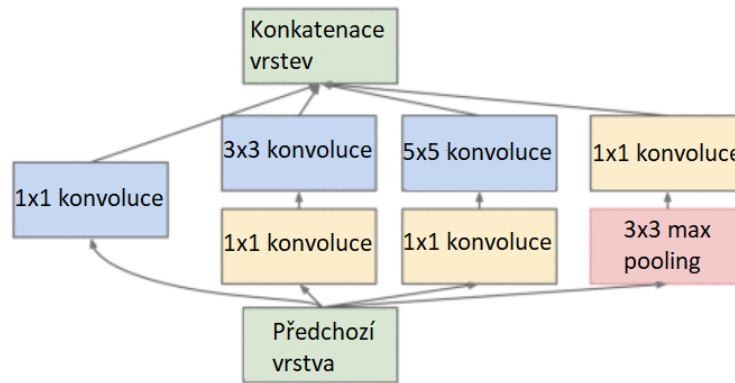 Konkatenace
vrstev
3x3 konvoluce
5x5 konvoluce
1x1 konvoluce
1x1 konvoluce
1x1 konvoluce
1x1 konvoluce
3x3 max
pooling
Předchozí
vrstva